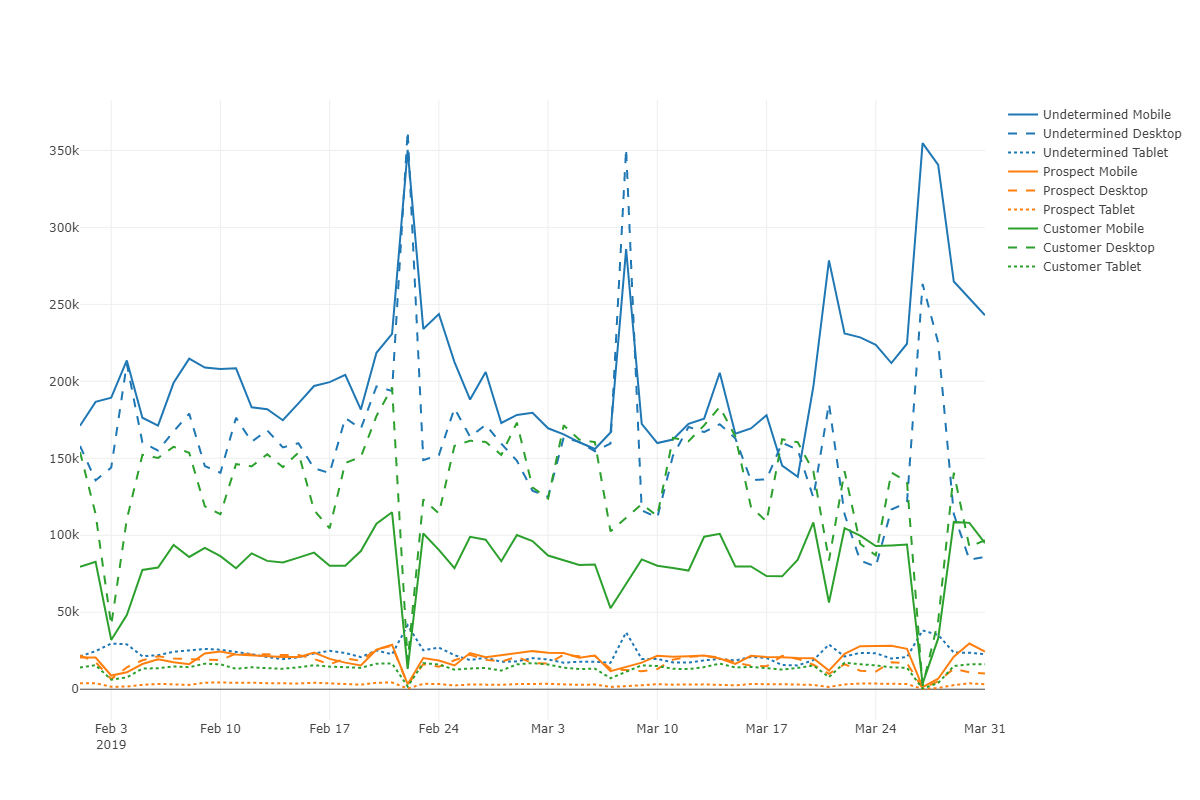 350k
300k
250k
200k
150k
100k
50k
0
Feb 3
2019
Feb 10
Feb 17
Feb 24
Mar 3
Mar 10
Mar 17
Mar 24
Mar 31
Undetermined Mobile
Undetermined Desktop
Undetermined Tablet
Prospect Mobile
Prospect Desktop
Prospect Tablet
Customer Mobile
Customer Desktop
Customer Tablet